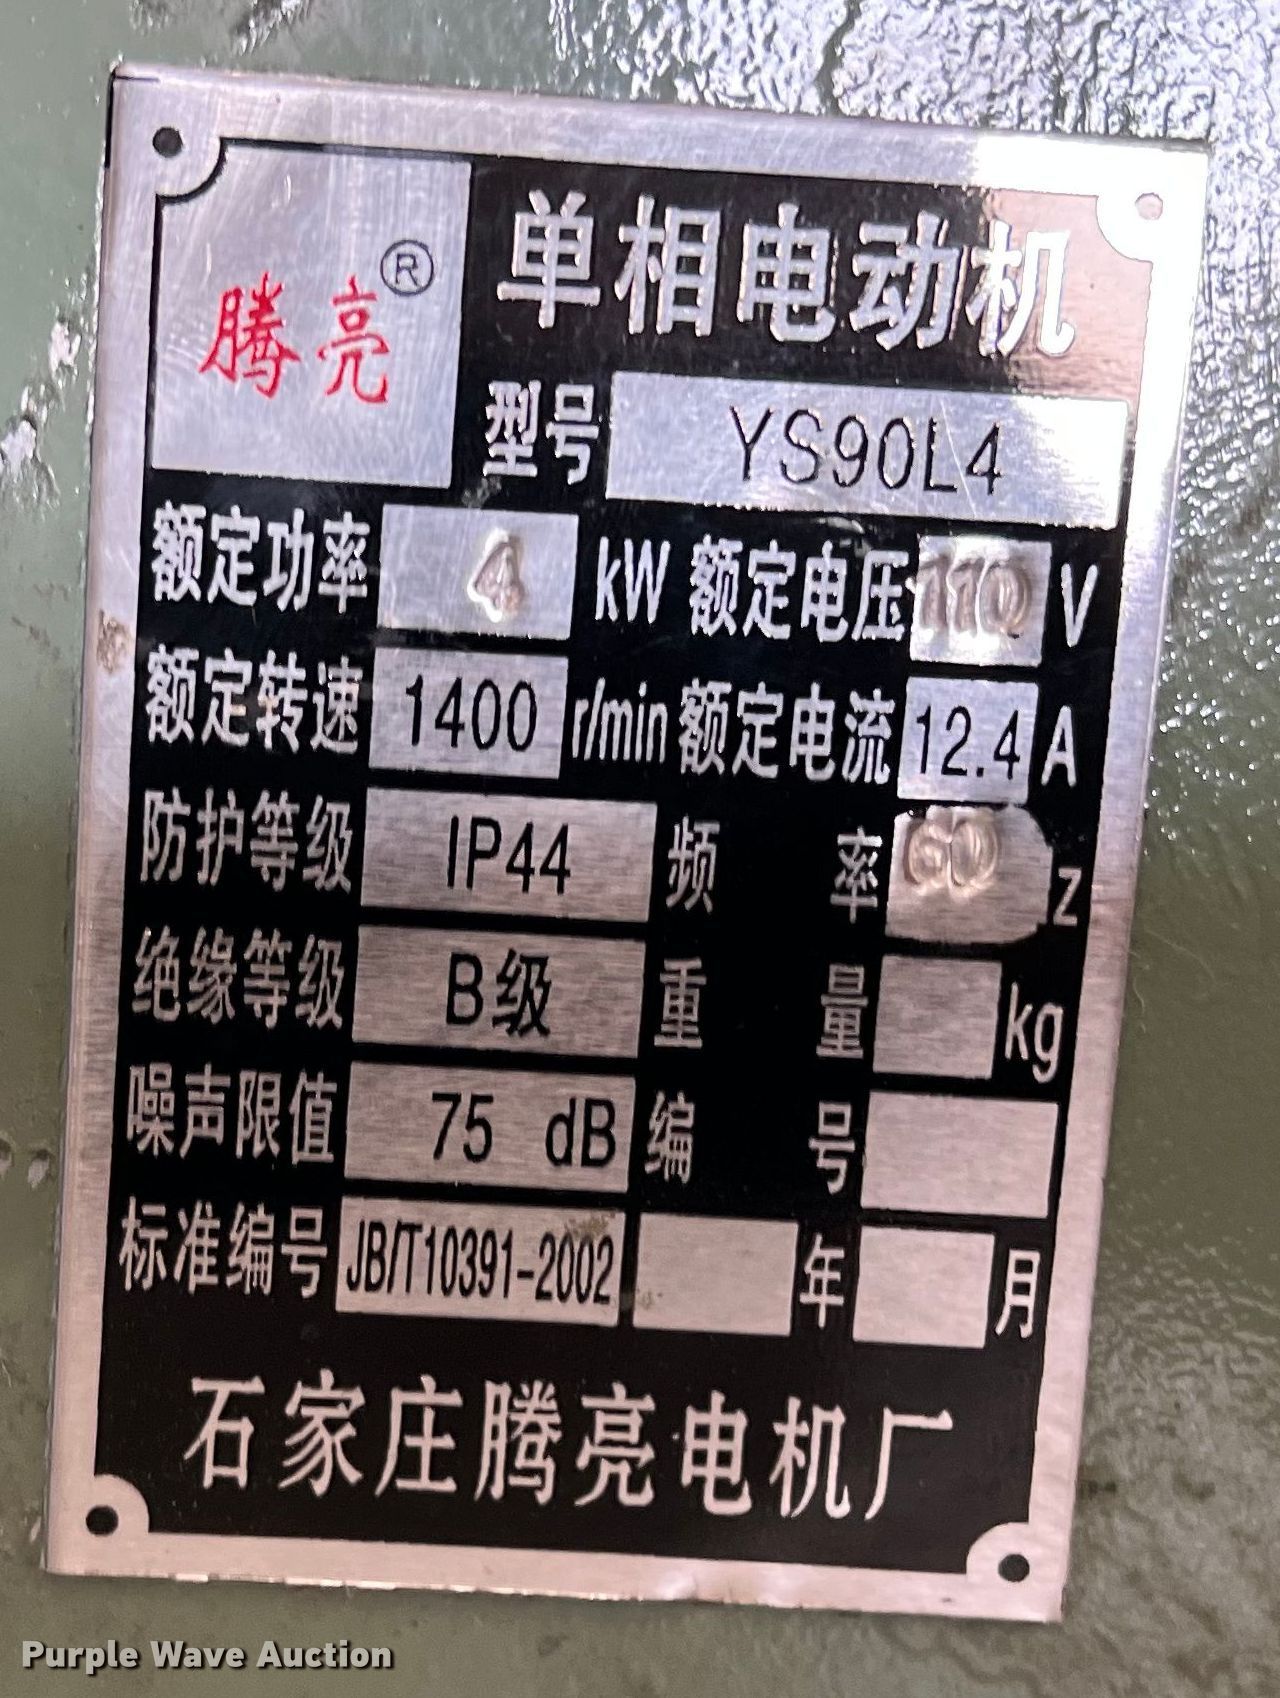 腾亮®
单相电动机
型号 YS90L4
额定功率 4 kW 额定电压 110 V
额定转速 1400 r/min 额定电流 12.4 A
防护等级 IP44 频率 60 z
绝缘等级 B级 重量 kg
噪声限值 75 dB 编号
标准编号 JB/T10391-2002 年 月
石家庄腾亮电机厂
Purple Wave Auction